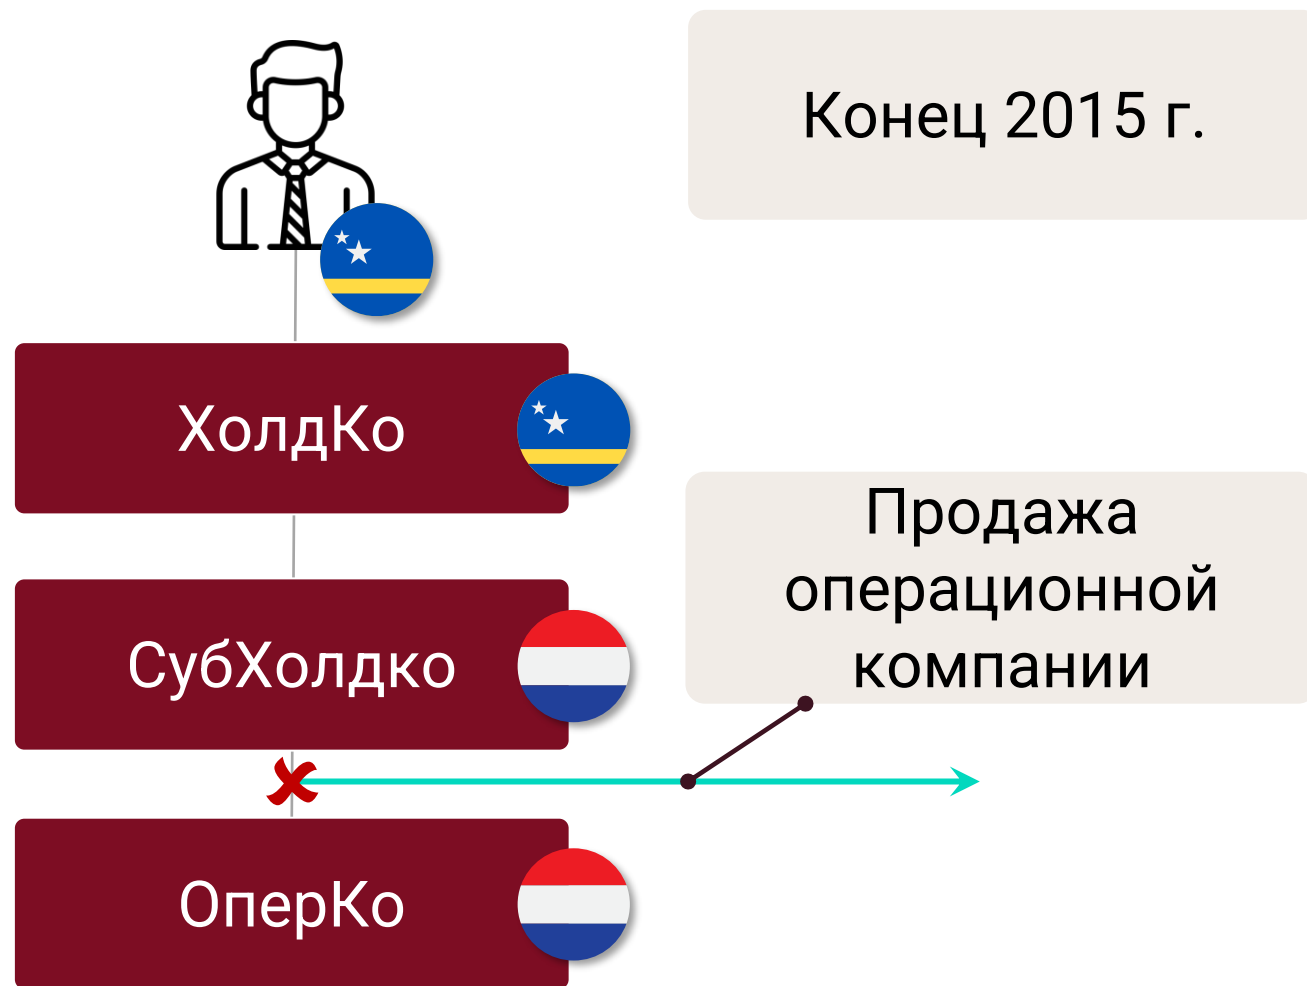 Конец 2015 г.
ХолдКо
Продажа
операционной
компании
СубХолдко
ОперКо